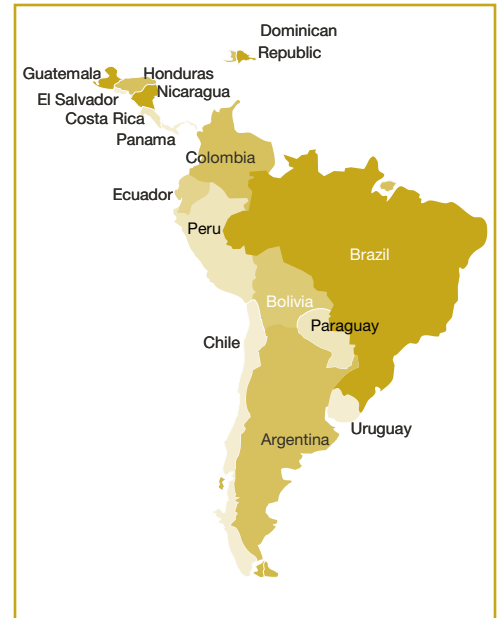 Dominican
Republic
Guatemala
Honduras
El Salvador
Nicaragua
Costa Rica
Panama
Colombia
Ecuador
Peru
Brazil
Bolivia
Paraguay
Chile
Uruguay
Argentina